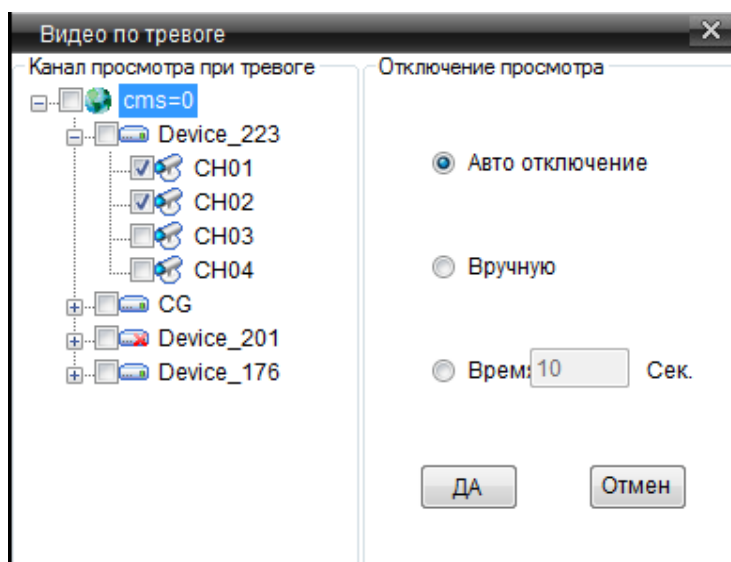 Видео по тревоге
Канал просмотра при тревоге
cms=0
Device_223
CH01
CH02
CH03
CH04
CG
Device_201
Device_176
Отключение просмотра
Авто отключение
Вручную
Время 10 Сек.
ДА Отмен